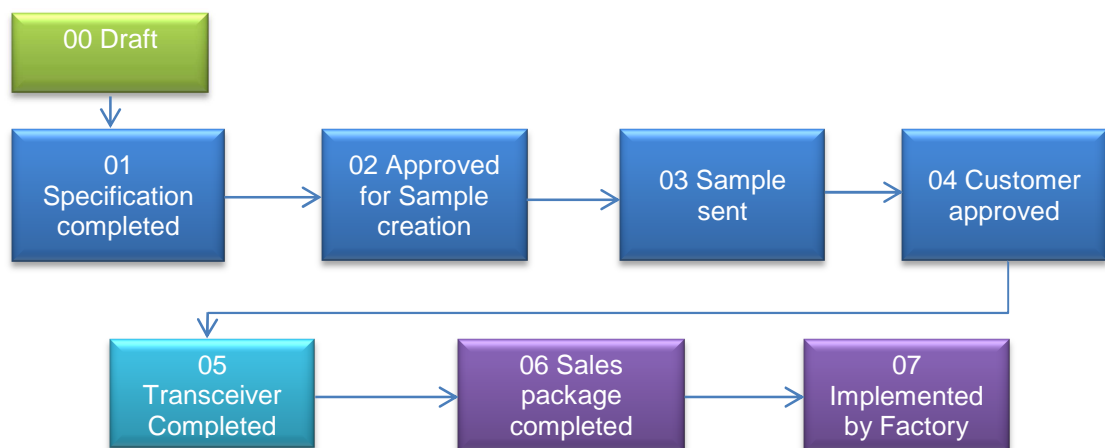 00 Draft
01
Specification
completed
02 Approved
for Sample
creation
03 Sample
sent
04 Customer
approved
05
Transceiver
Completed
06 Sales
package
completed
07
Implemented
by Factory